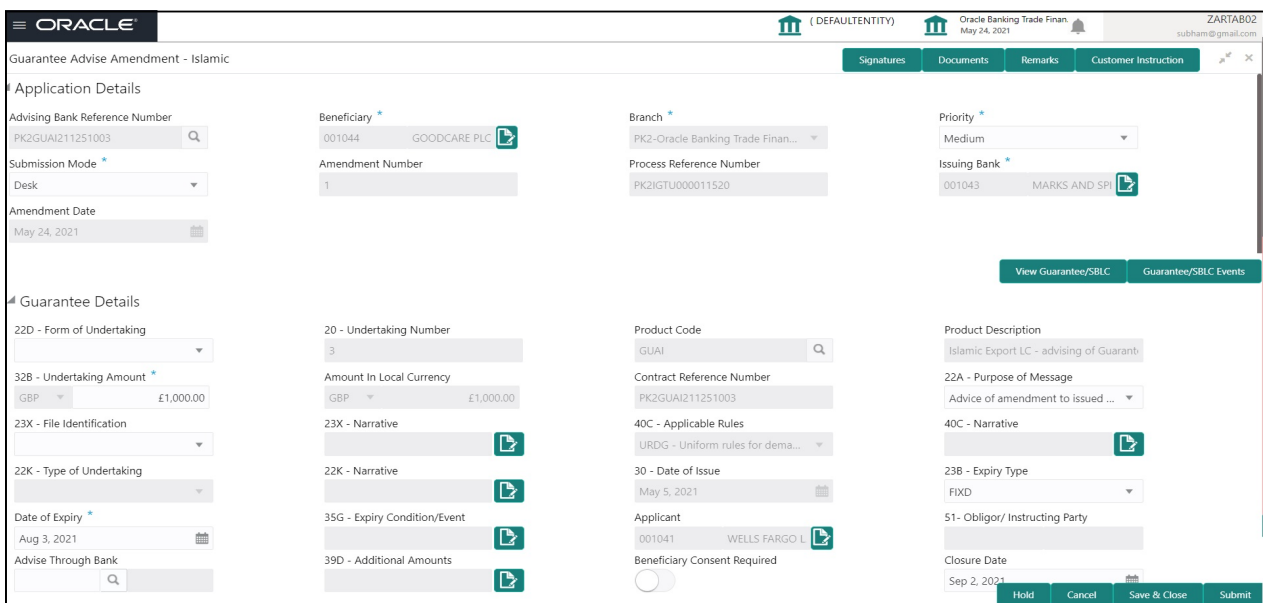 ORACLE®
( DEFAULTENTITY)
Oracle Banking Trade Finan.
May 24, 2021
ZARTAB02
subham@gmail.com
Guarantee Advise Amendment - Islamic
Signatures Documents Remarks Customer Instruction
Application Details
Advising Bank Reference Number Beneficiary * Branch * Priority *
PK2GUAI211251003 001044 GOODCARE PLC PK2-Oracle Banking Trade Finan... Medium
Submission Mode * Amendment Number Process Reference Number Issuing Bank *
Desk 1 PK2IGTU000011520 001043 MARKS AND SPI
Amendment Date
May 24, 2021
View Guarantee/SBLC Guarantee/SBLC Events
Guarantee Details
22D - Form of Undertaking 20 - Undertaking Number Product Code Product Description
3 GUAI Islamic Export LC - advising of Guarant
32B - Undertaking Amount * Amount In Local Currency Contract Reference Number 22A - Purpose of Message
GBP £1,000.00 GBP £1,000.00 PK2GUAI211251003 Advice of amendment to issued ...
23X - File Identification 23X - Narrative 40C - Applicable Rules 40C - Narrative
URDG - Uniform rules for dema...
22K - Type of Undertaking 22K - Narrative 30 - Date of Issue 23B - Expiry Type
May 5, 2021 FIXD
Date of Expiry * 35G - Expiry Condition/Event Applicant 51- Obligor/ Instructing Party
Aug 3, 2021 001041 WELLS FARGO L
Advise Through Bank 39D - Additional Amounts Beneficiary Consent Required Closure Date
Sep 2, 2021
Hold Cancel Save & Close Submit